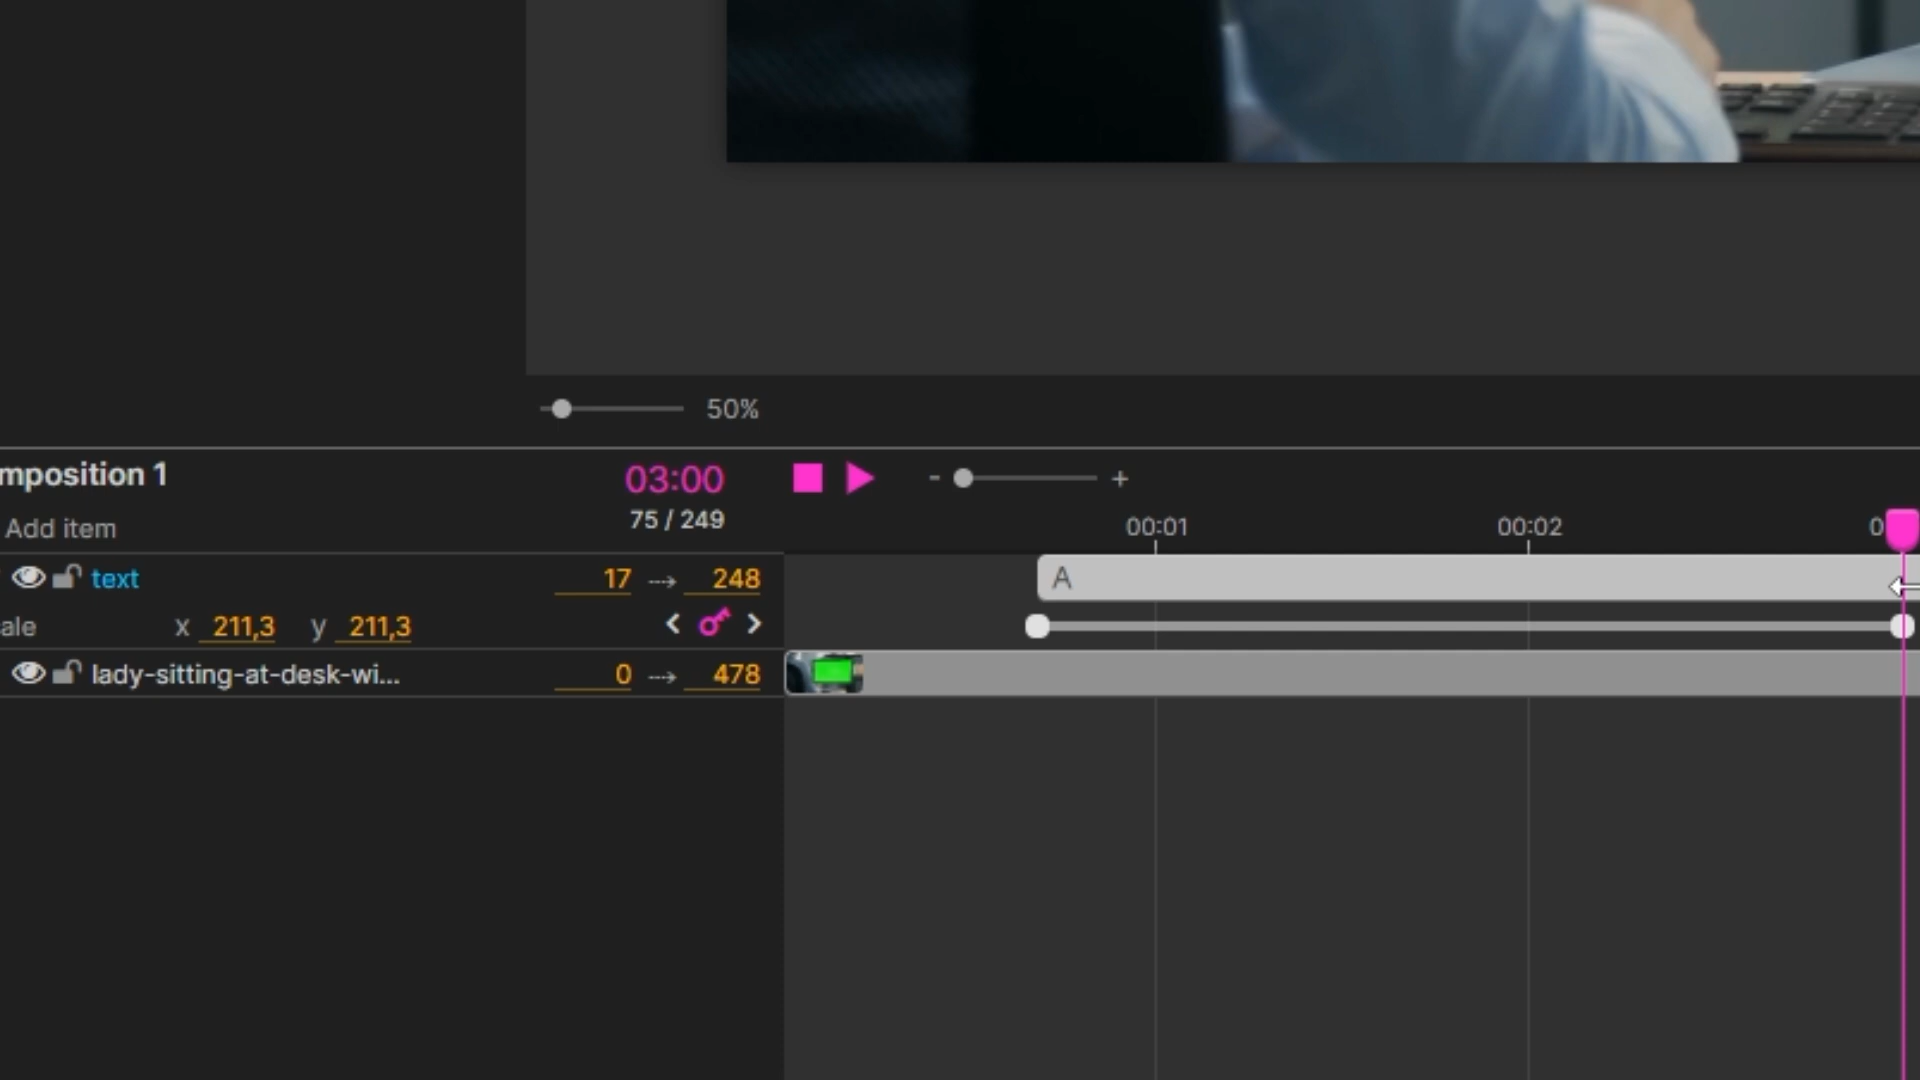 50%
mposition 1
03:00
- +
75 / 249
Add item
00:01
00:02
0
text
17 → 248
A
ale
x 211,3 y 211,3
lady-sitting-at-desk-wi...
0 → 478